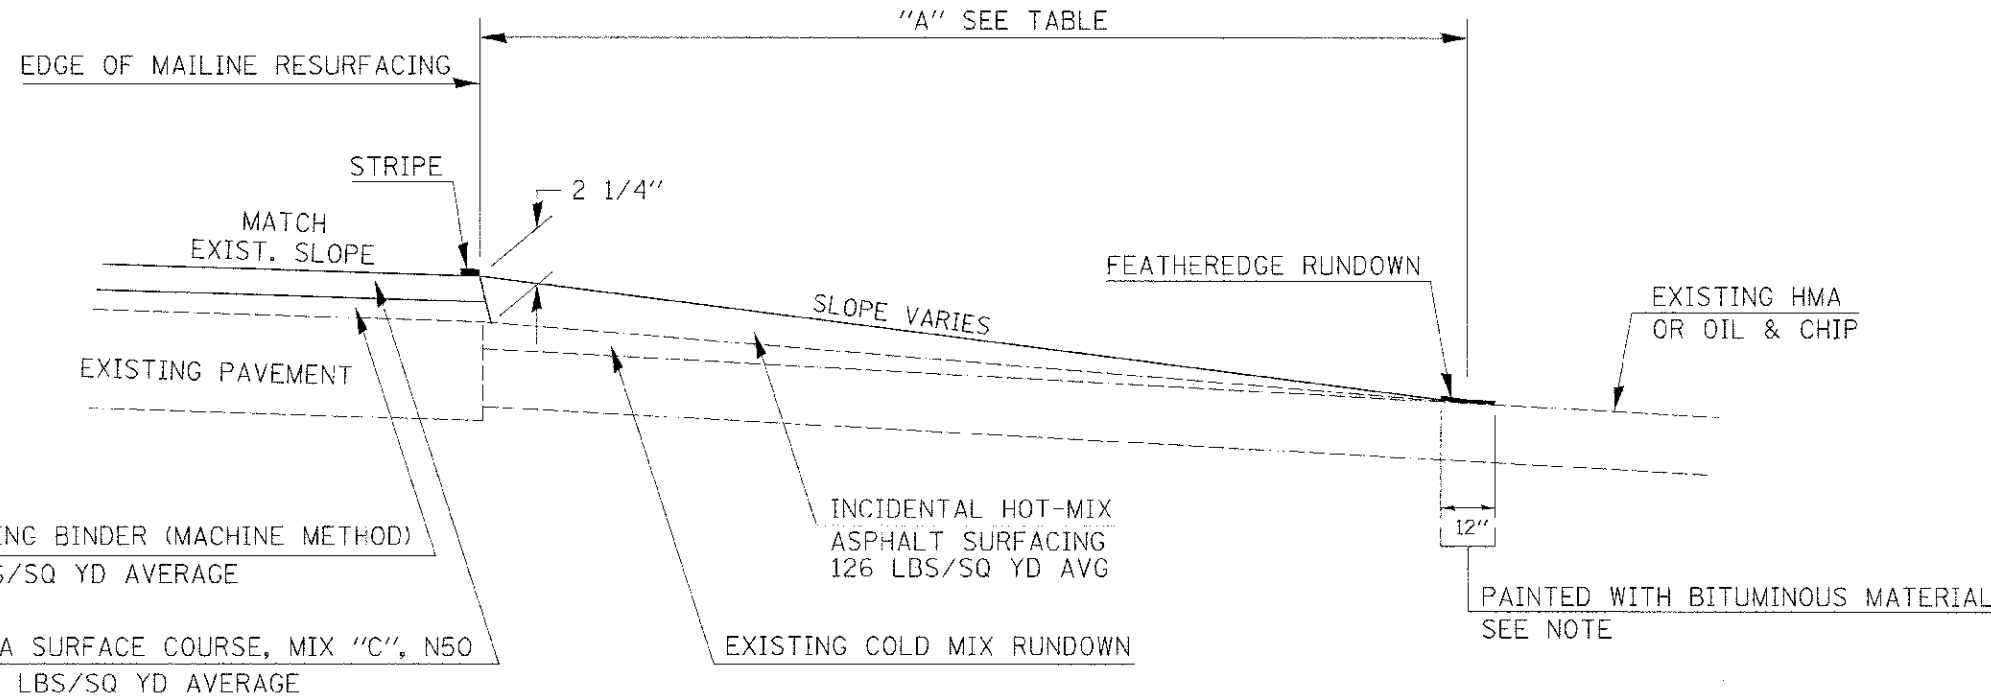 "A" SEE TABLE
EDGE OF MAILINE RESURFACING
STRIPE
2 1/4"
MATCH
EXIST. SLOPE
FEATHEREDGE RUNDOWN
SLOPE VARIES
EXISTING HMA
OR OIL & CHIP
EXISTING PAVEMENT
INCIDENTAL HOT-MIX
ASPHALT SURFACING
126 LBS/SQ YD AVG
12"
BINDER (MACHINE METHOD)
/SQ YD AVERAGE
PAINTED WITH BITUMINOUS MATERIAL
SEE NOTE
SURFACE COURSE, MIX "C", N50
LBS/SQ YD AVERAGE
EXISTING COLD MIX RUNDOWN